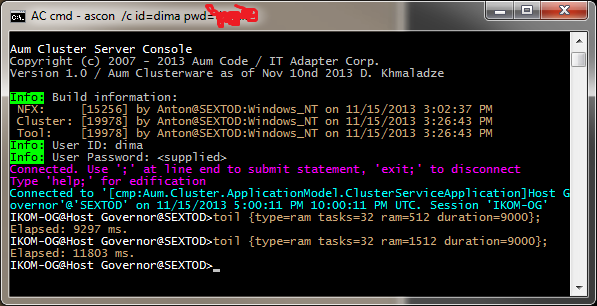 AC cmd - ascon /c id=dima pwd=
Aum Cluster Server Console
Copyright (c) 2007 - 2013 Aum Code / IT Adapter Corp.
Version 1.0 / Aum Clusterware as of Nov 10nd 2013 D. Khmaladze
Info: Build information:
NFX:     [15256] by Anton@SEXTOD:Windows_NT on 11/15/2013 3:02:37 PM
Cluster: [19978] by Anton@SEXTOD:Windows_NT on 11/15/2013 3:26:43 PM
Tool:    [19978] by Anton@SEXTOD:Windows_NT on 11/15/2013 3:26:43 PM
Info: User ID: dima
Info: User Password: <supplied>
Connected. Use ';' at line end to submit statement, 'exit;' to disconnect
Type 'help;' for edification
Connected to '[cmp:Aum.Cluster.ApplicationModel.ClusterServiceApplication]Host G
overnor'@'SEXTOD' on 11/15/2013 5:00:11 PM 10:00:11 PM UTC. Session 'IKOM-OG'
IKOM-OG@Host Governor@SEXTOD>toil {type=ram tasks=32 ram=512 duration=9000};
Elapsed: 9297 ms.
IKOM-OG@Host Governor@SEXTOD>toil {type=ram tasks=32 ram=1512 duration=9000};
Elapsed: 11803 ms.
IKOM-OG@Host Governor@SEXTOD>_